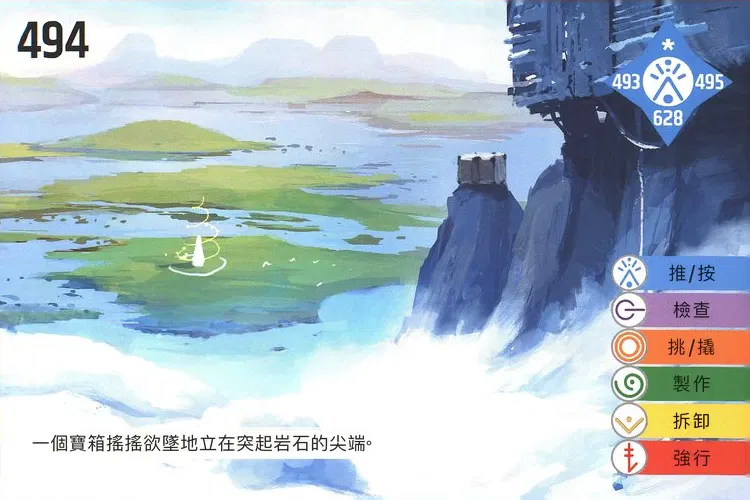 494
*
493
495
628
推/按
檢查
挑/撬
製作
拆卸
強行
一個寶箱搖搖欲墜地立在突起岩石的尖端。